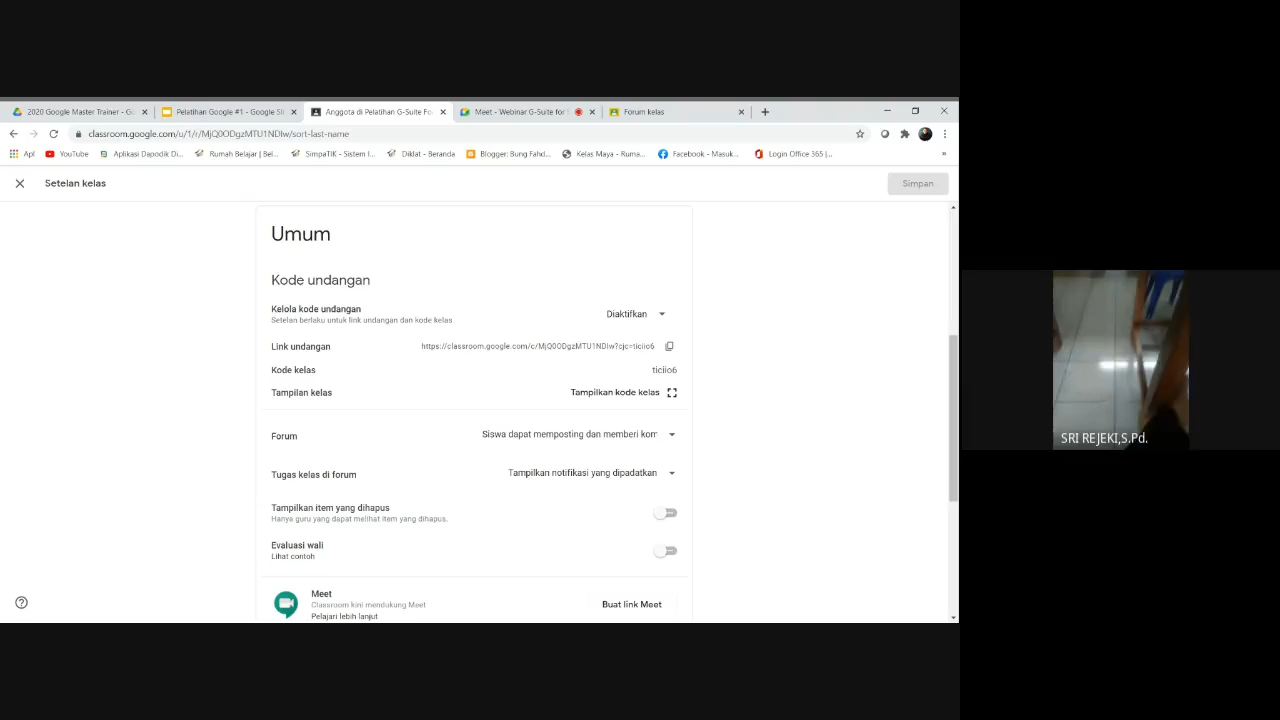 2020 Google Master Trainer - Go
Pelatihan Google #1 - Google Sli
Anggota di Pelatihan G-Suite Fo
Meet - Webinar G-Suite for
Forum kelas
classroom.google.com/u/1/r/MjQ0ODgzMTU1NDIw/sort-last-name
Apl
YouTube
Aplikasi Dapodik Di...
Rumah Belajar | Bel...
SimpaTIK - Sistem I...
Diklat - Beranda
Blogger: Bung Fahd...
Kelas Maya - Ruma...
Facebook - Masuk...
Login Office 365 |...
»
Setelan kelas
Simpan
Umum
Kode undangan
Kelola kode undangan
Diaktifkan
Setelan berlaku untuk link undangan dan kode kelas
Link undangan
https://classroom.google.com/c/MjQ0ODgzMTU1NDIw?cjc=ticiio6
Kode kelas
ticiio6
Tampilan kelas
Tampilkan kode kelas
Forum
Siswa dapat memposting dan memberi kom
Tugas kelas di forum
Tampilkan notifikasi yang dipadatkan
Tampilkan item yang dihapus
Hanya guru yang dapat melihat item yang dihapus.
Evaluasi wali
Lihat contoh
Meet
Classroom kini mendukung Meet
Pelajari lebih lanjut
Buat link Meet
SRI REJEKI,S.Pd.